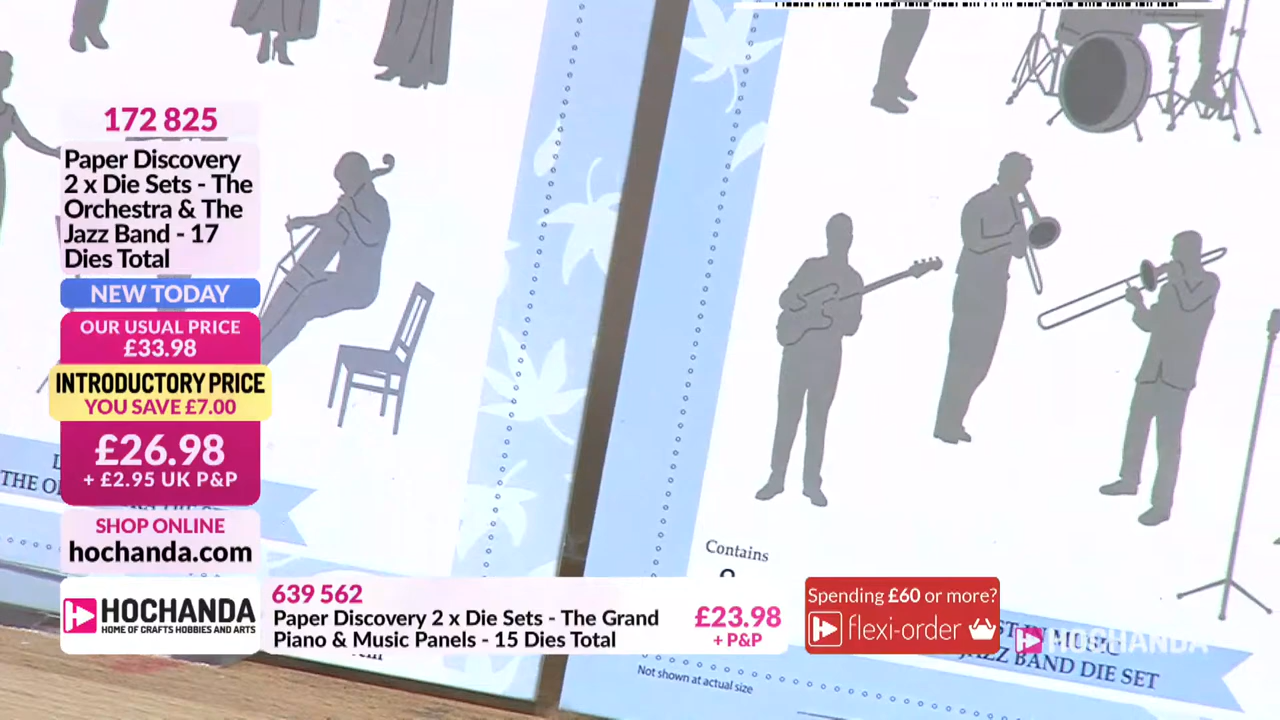 172 825
Paper Discovery
2 x Die Sets - The
Orchestra & The
Jazz Band - 17
Dies Total
NEW TODAY
OUR USUAL PRICE
£33.98
INTRODUCTORY PRICE
YOU SAVE £7.00
£26.98
+ £2.95 UK P&P
SHOP ONLINE
hochanda.com
THE
HOCHANDA
HOME OF CRAFTS HOBBIES AND ARTS
639 562
Paper Discovery 2 x Die Sets - The Grand
Piano & Music Panels - 15 Dies Total
£23.98
+ P&P
Spending £60 or more?
flexi-order
HOCHANDA
Contains
IN MUSIC
JAZZ BAND DIE SET
Not shown at actual size